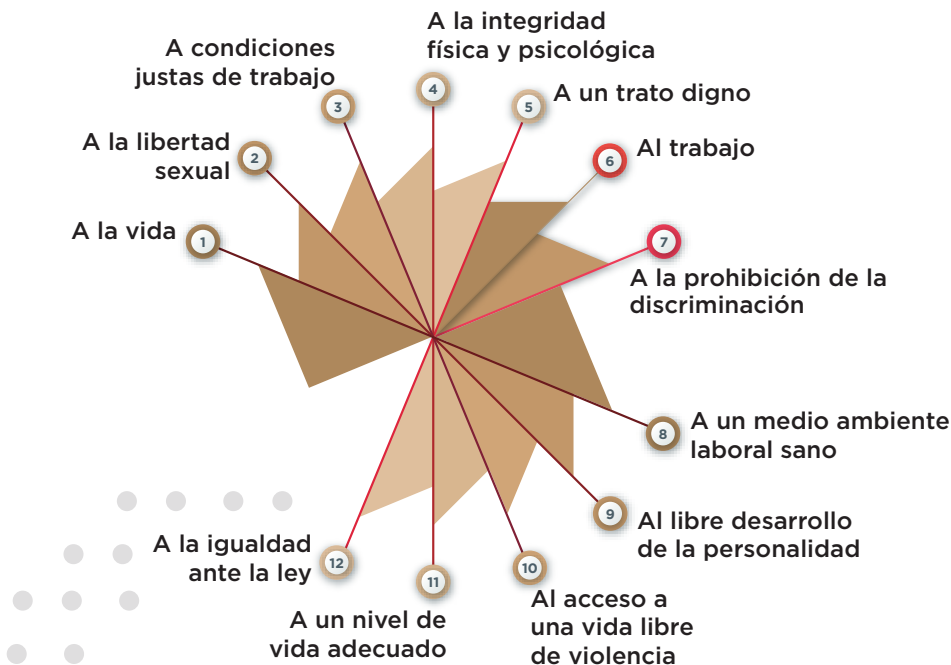 1
A la vida
2
A la libertad
sexual
3
A condiciones
justas de trabajo
4
A la integridad
física y psicológica
5
A un trato digno
6
Al trabajo
7
A la prohibición de la
discriminación
8
A un medio ambiente
laboral sano
9
Al libre desarrollo
de la personalidad
10
Al acceso a
una vida libre
de violencia
11
A un nivel de
vida adecuado
12
A la igualdad
ante la ley